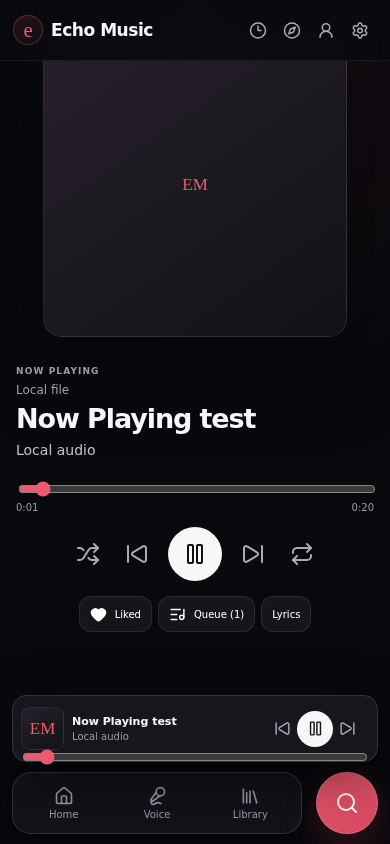 e Echo Music
EM
NOW PLAYING
Local file
Now Playing test
Local audio
0:01 0:20
Liked Queue (1) Lyrics
EM
Now Playing test
Local audio
Home Voice Library